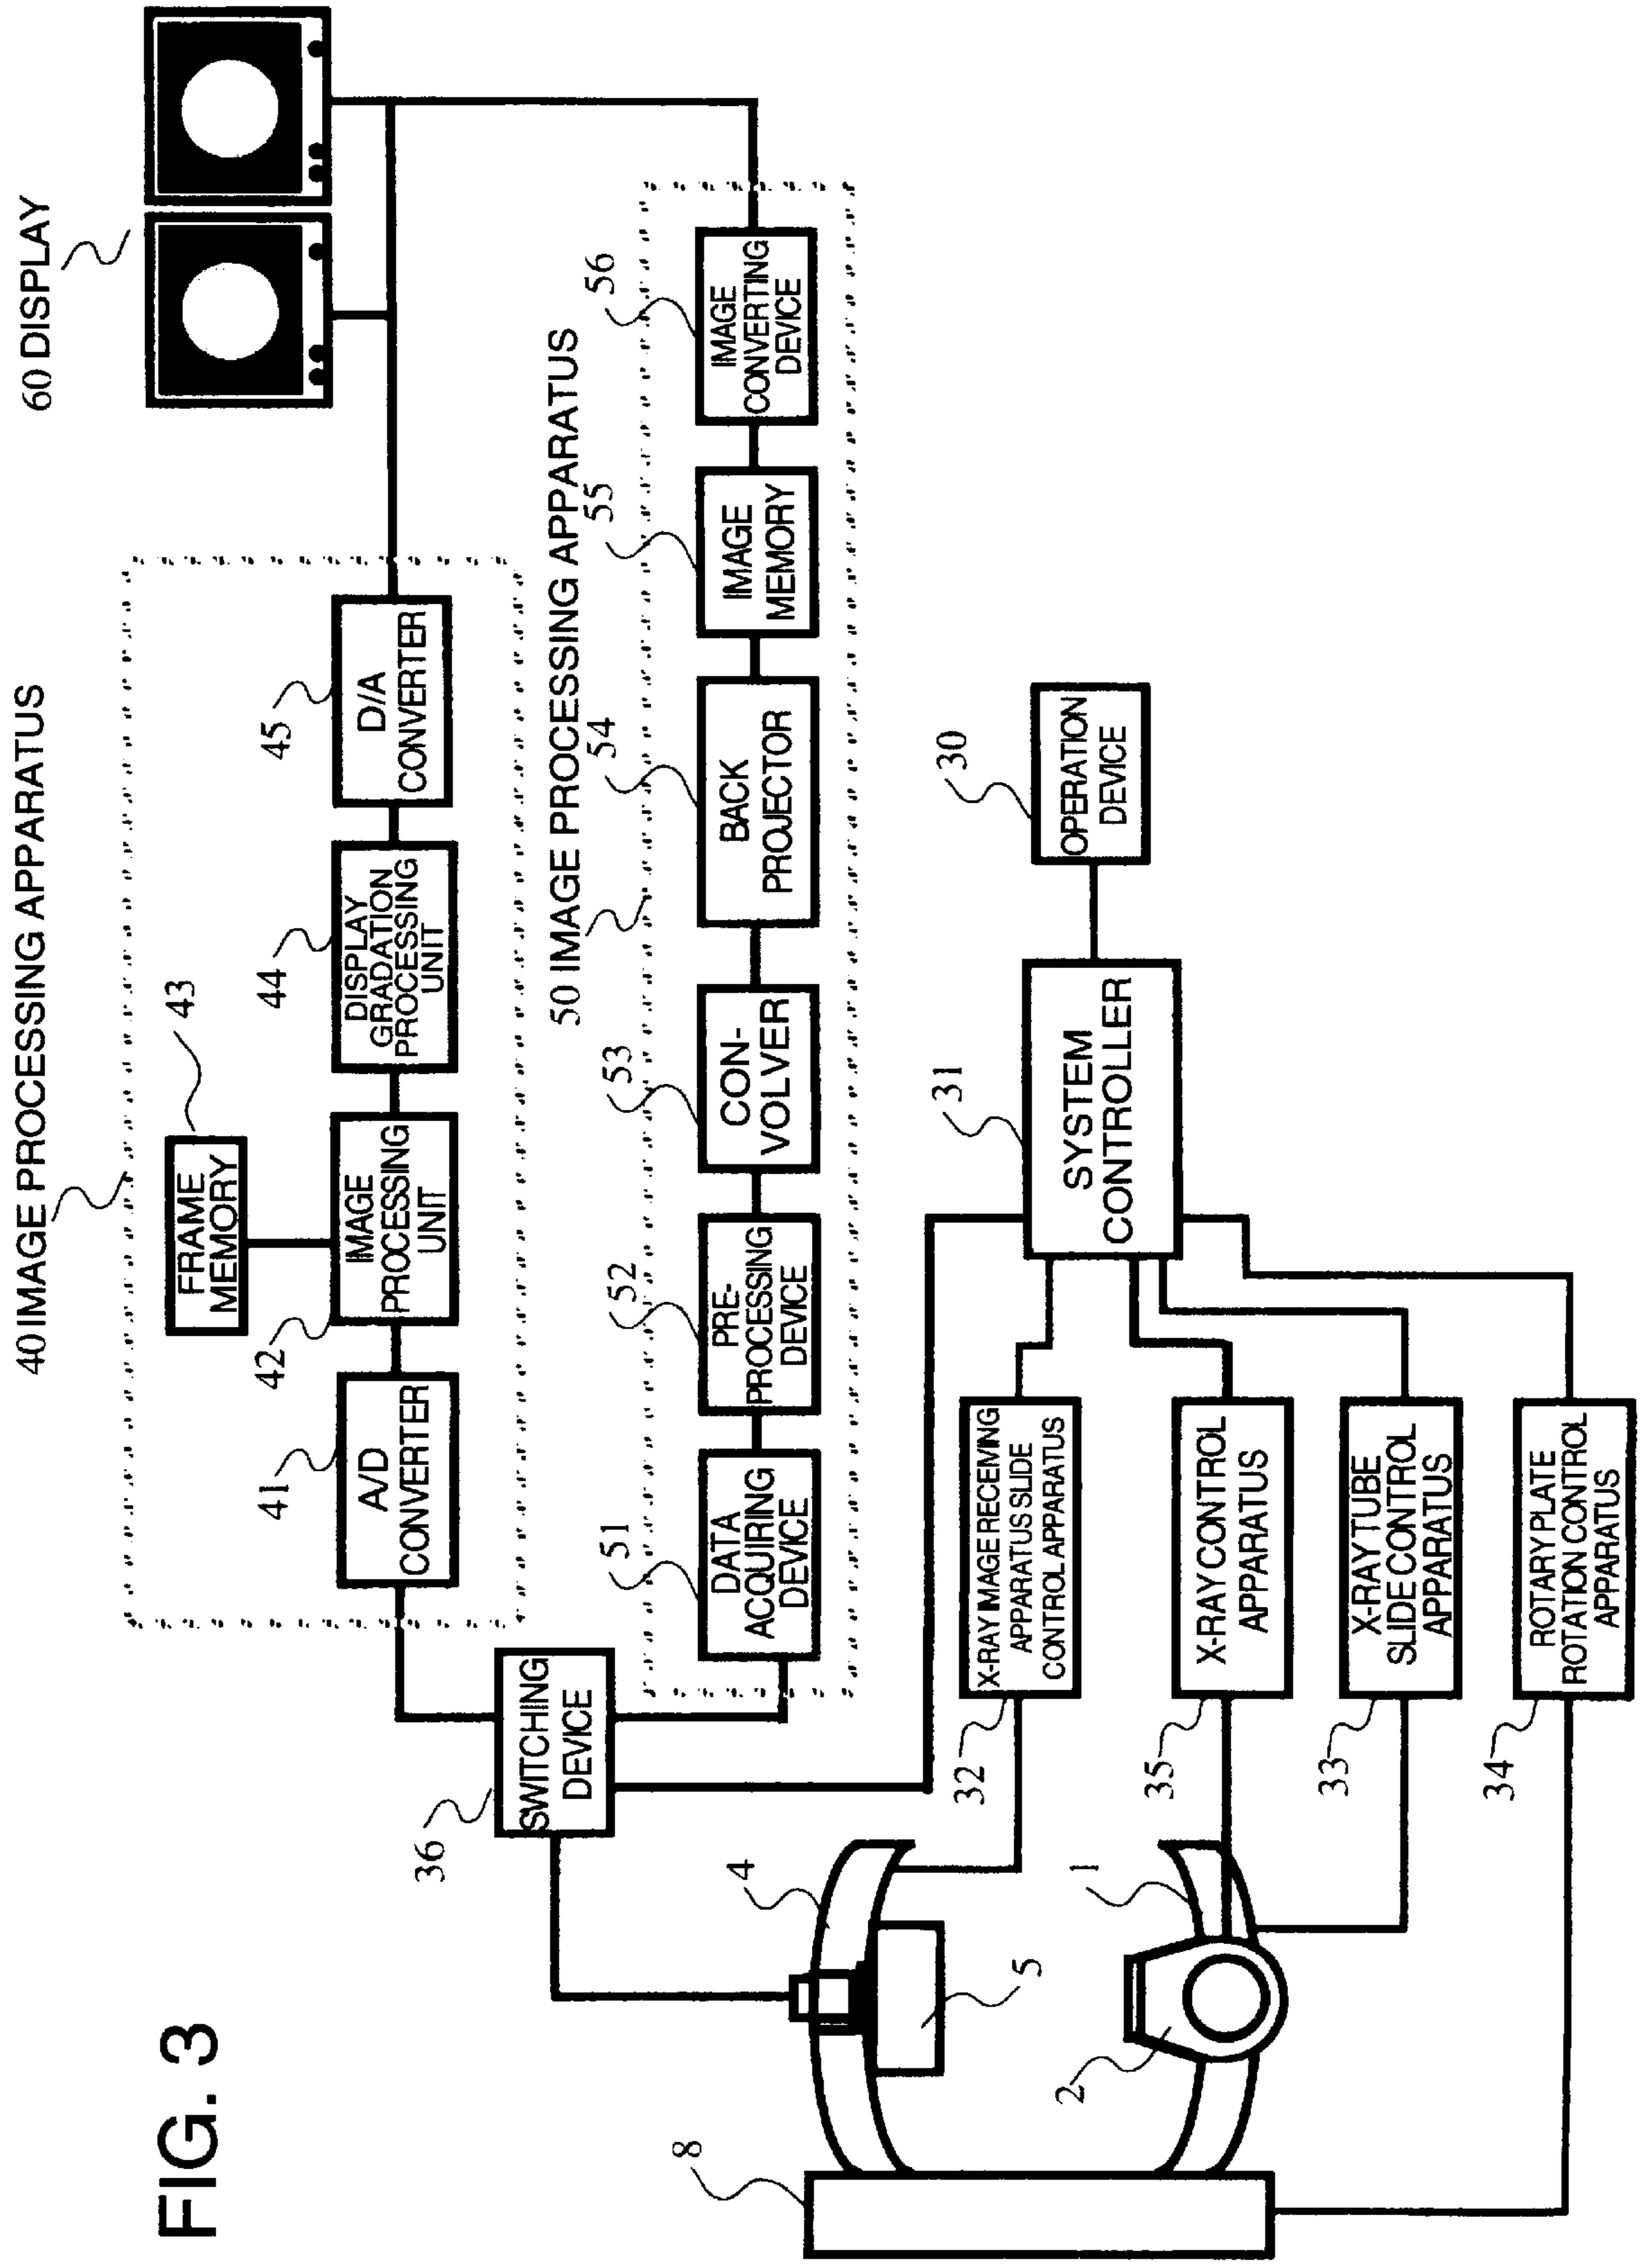 FIG. 3
40 IMAGE PROCESSING APPARATUS
60 DISPLAY
FRAME
MEMORY
43
41
A/D
CONVERTER
42
IMAGE
PROCESSING
UNIT
44
DISPLAY
GRADATION
PROCESSING
UNIT
45
D/A
CONVERTER
36
SWITCHING
DEVICE
50 IMAGE PROCESSING APPARATUS
51
DATA
ACQUIRING
DEVICE
52
PRE-
PROCESSING
DEVICE
53
CON-
VOLVER
54
BACK
PROJECTOR
55
IMAGE
MEMORY
56
IMAGE
CONVERTING
DEVICE
8
4
5
2
1
32
X-RAY IMAGE RECEIVING
APPARATUS SLIDE
CONTROL APPARATUS
35
X-RAY CONTROL
APPARATUS
33
X-RAY TUBE
SLIDE CONTROL
APPARATUS
34
ROTARY PLATE
ROTATION CONTROL
APPARATUS
31
SYSTEM
CONTROLLER
30
OPERATION
DEVICE